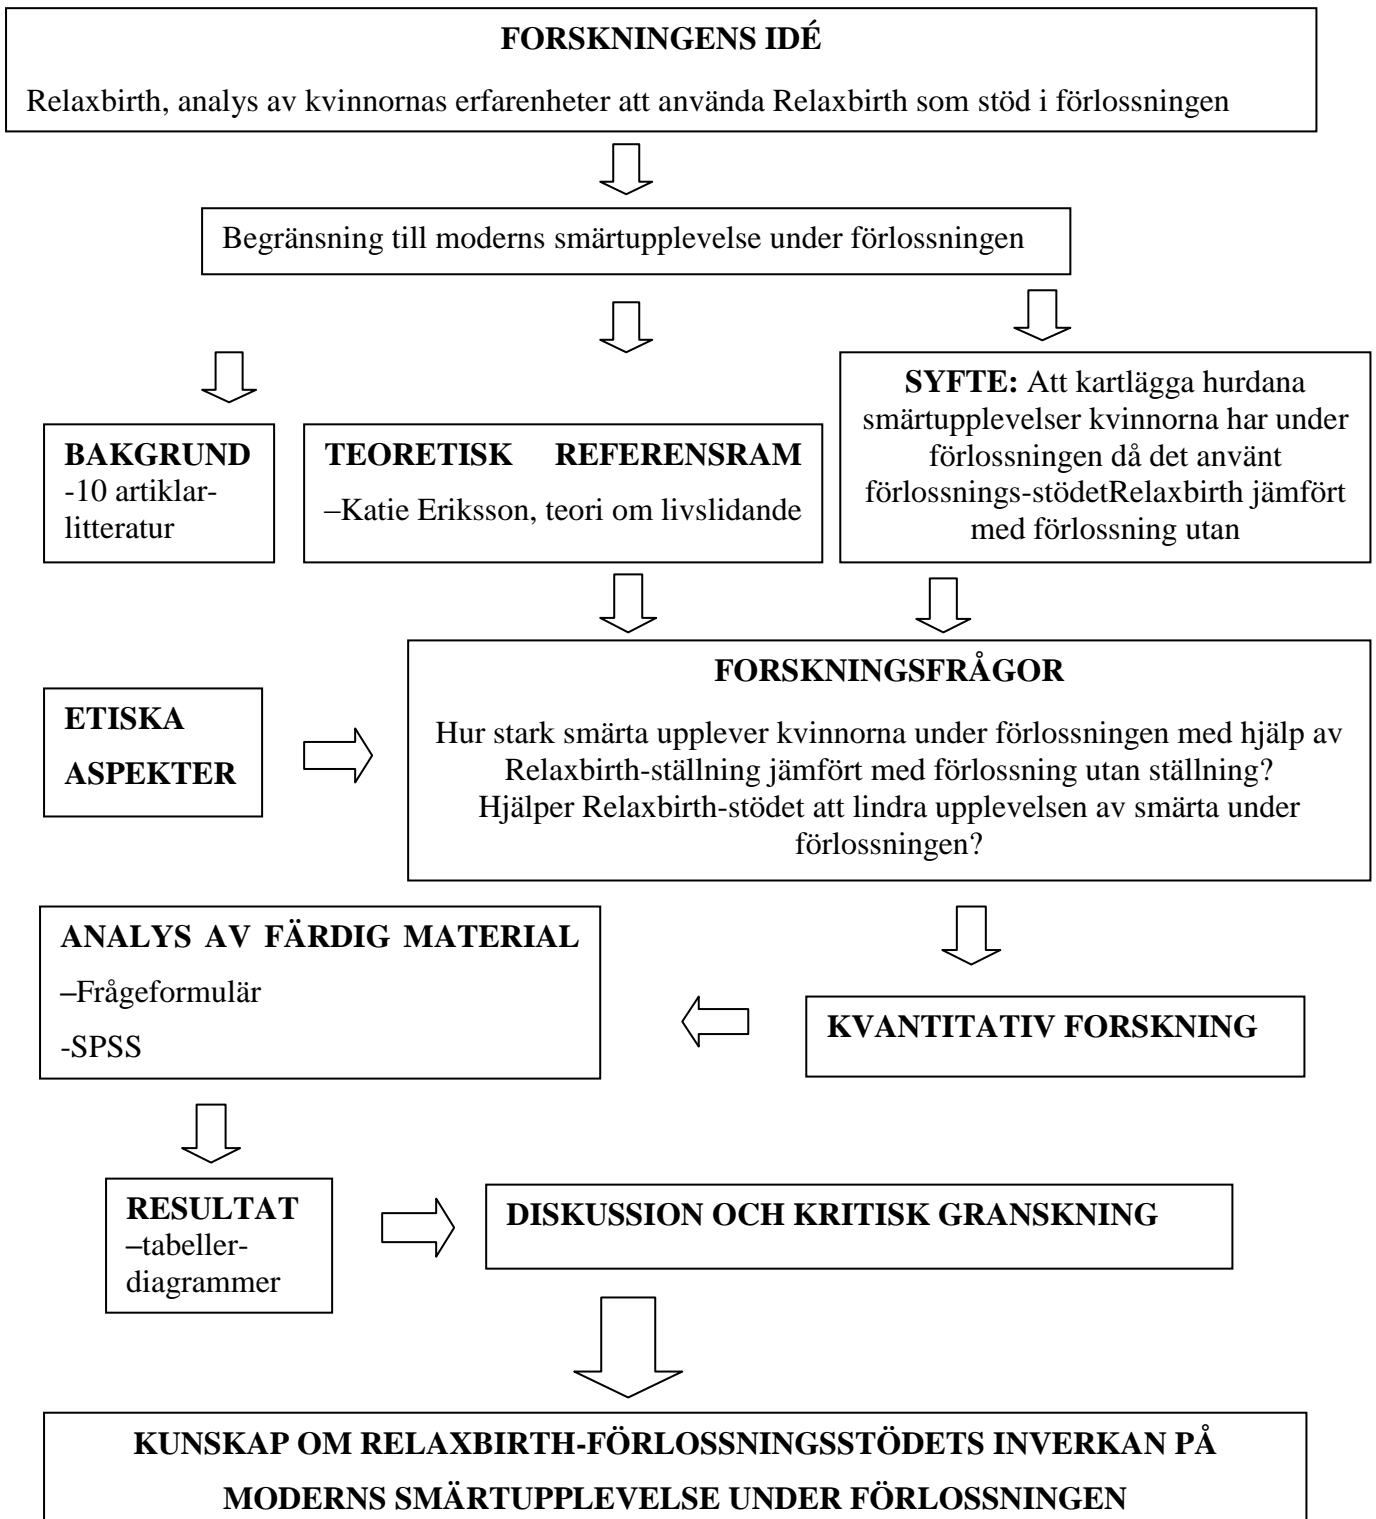 FORSKNINGENS IDÉ
Relaxbirth, analys av kvinnornas erfarenheter att använda Relaxbirth som stöd i förlossningen
Begränsning till moderns smärtupplevelse under förlossningen
BAKGRUND
-10 artiklar-
litteratur
TEORETISK REFERENSRAM
–Katie Eriksson, teori om livslidande
SYFTE: Att kartlägga hurdana
smärtupplevelser kvinnorna har under
förlossningen då det använt
förlossnings-stödetRelaxbirth jämfört
med förlossning utan
ETISKA
ASPEKTER
FORSKNINGSFRÅGOR
Hur stark smärta upplever kvinnorna under förlossningen med hjälp av
Relaxbirth-ställning jämfört med förlossning utan ställning?
Hjälper Relaxbirth-stödet att lindra upplevelsen av smärta under
förlossningen?
KVANTITATIV FORSKNING
ANALYS AV FÄRDIG MATERIAL
–Frågeformulär
-SPSS
RESULTAT
–tabeller-
diagrammer
DISKUSSION OCH KRITISK GRANSKNING
KUNSKAP OM RELAXBIRTH-FÖRLOSSNINGSSTÖDETS INVERKAN PÅ
MODERNS SMÄRTUPPLEVELSE UNDER FÖRLOSSNINGEN